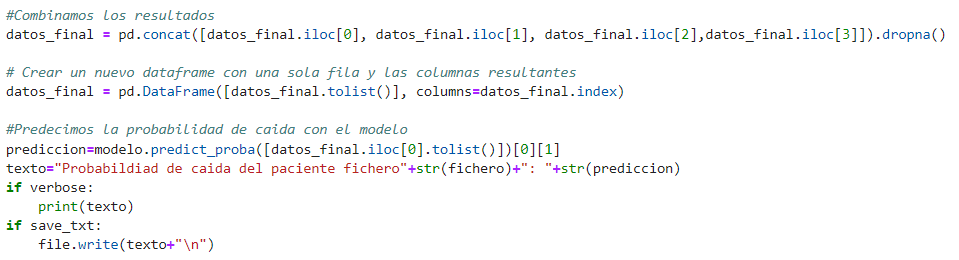 #Combinamos los resultados
datos_final = pd.concat([datos_final.iloc[0], datos_final.iloc[1], datos_final.iloc[2],datos_final.iloc[3]]).dropna()
# Crear un nuevo dataframe con una sola fila y las columnas resultantes
datos_final = pd.DataFrame([datos_final.tolist()], columns=datos_final.index)
#Predecimos la probabilidad de caida con el modelo
prediccion=modelo.predict_proba([datos_final.iloc[0].tolist()])[0][1]
texto="Probabildiad de caida del paciente fichero"+str(fichero)+": "+str(prediccion)
if verbose:
    print(texto)
if save_txt:
    file.write(texto+"\n")